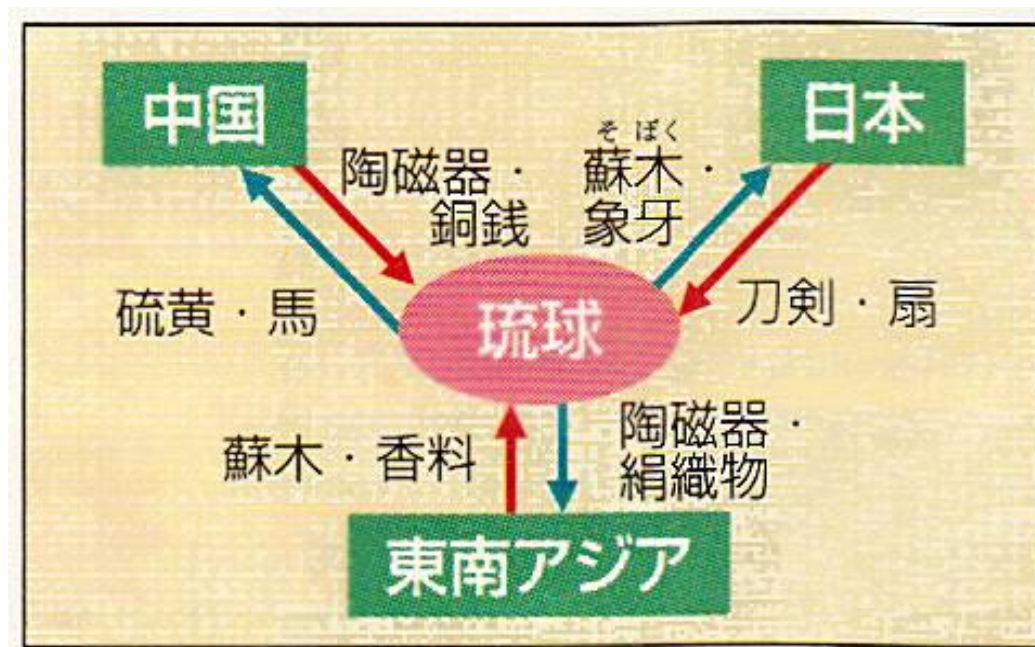 中国
日本
陶磁器・
銅銭
そぼく
蘇木・
象牙
硫黄・馬
琉球
刀剣・扇
蘇木・香料
陶磁器・
絹織物
東南アジア